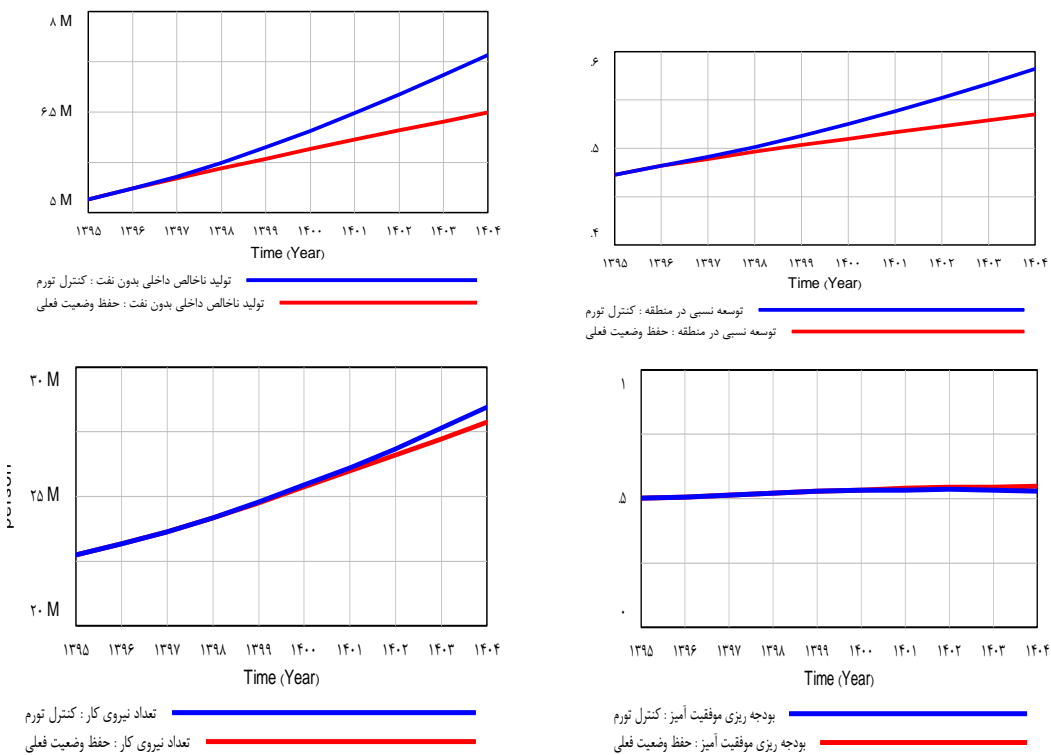 ۸ M
۶۵ M
۵ M
۱۳۹۵ ۱۳۹۶ ۱۳۹۷ ۱۳۹۸ ۱۳۹۹ ۱۴۰۰ ۱۴۰۱ ۱۴۰۲ ۱۴۰۳ ۱۴۰۴
Time (Year)
تولید ناخالص داخلی بدون نفت : کنترل تورم
تولید ناخالص داخلی بدون نفت : حفظ وضعیت فعلی
.۶
.۵
.۴
۱۳۹۵ ۱۳۹۶ ۱۳۹۷ ۱۳۹۸ ۱۳۹۹ ۱۴۰۰ ۱۴۰۱ ۱۴۰۲ ۱۴۰۳ ۱۴۰۴
Time (Year)
توسعه نسبی در منطقه : کنترل تورم
توسعه نسبی در منطقه : حفظ وضعیت فعلی
۳۰ M
۲۵ M
۲۰ M
person
۱۳۹۵ ۱۳۹۶ ۱۳۹۷ ۱۳۹۸ ۱۳۹۹ ۱۴۰۰ ۱۴۰۱ ۱۴۰۲ ۱۴۰۳ ۱۴۰۴
Time (Year)
تعداد نیروی کار : کنترل تورم
تعداد نیروی کار : حفظ وضعیت فعلی
۱
.۵
۰
۱۳۹۵ ۱۳۹۶ ۱۳۹۷ ۱۳۹۸ ۱۳۹۹ ۱۴۰۰ ۱۴۰۱ ۱۴۰۲ ۱۴۰۳ ۱۴۰۴
Time (Year)
بودجه ریزی موفقیت آمیز : کنترل تورم
بودجه ریزی موفقیت آمیز : حفظ وضعیت فعلی